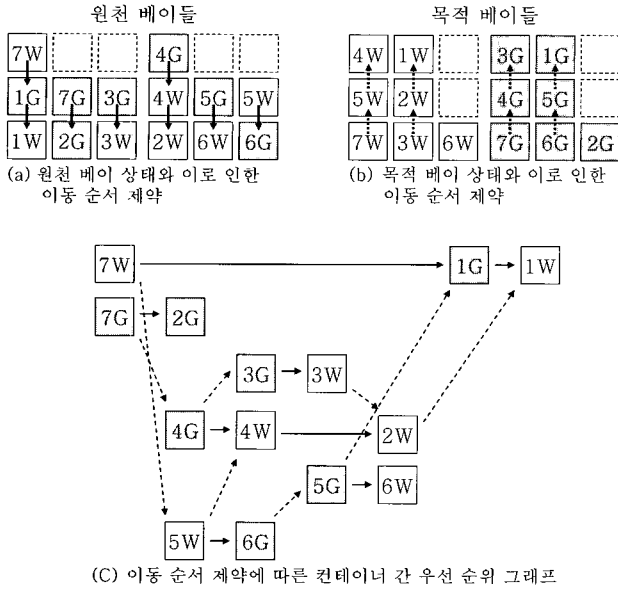 원천 베이들
목적 베이들
7W 4G
1G 7G 3G 4W 5G 5W
1W 2G 3W 2W 6W 6G
4W 1W 3G 1G
5W 2W 4G 5G
7W 3W 6W 7G 6G 2G
(a) 원천 베이 상태와 이로 인한
이동 순서 제약
(b) 목적 베이 상태와 이로 인한
이동 순서 제약
7W 1G 1W
7G 2G
3G 3W
4G 4W 2W
5G 6W
5W 6G
(C) 이동 순서 제약에 따른 컨테이너 간 우선 순위 그래프